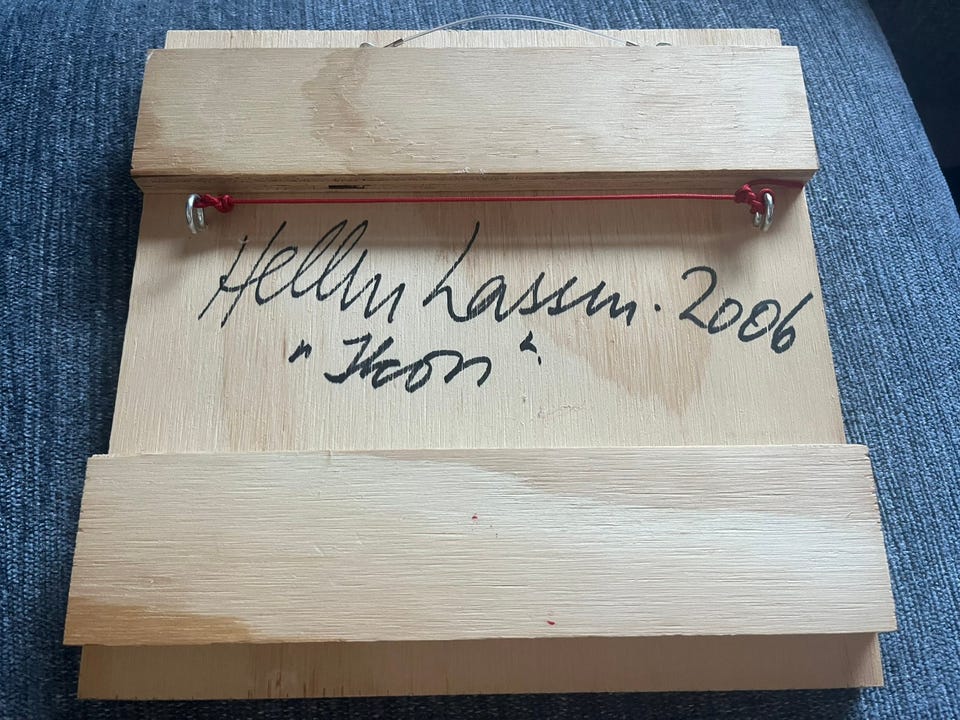 Hellen Lassen. 2006
"Ikon".